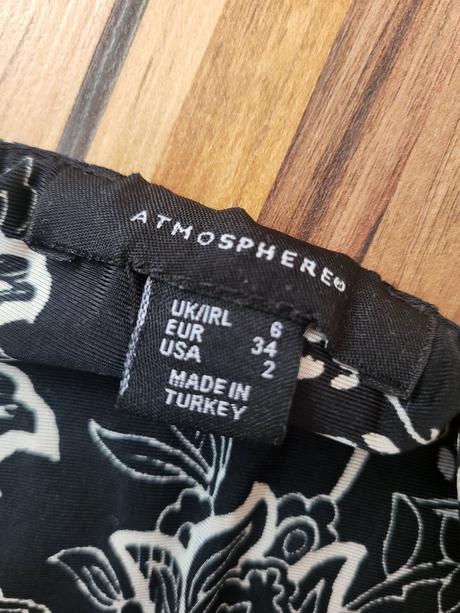 ATMOSPHERE®
UK/IRL 6
EUR 34
USA 2
MADE IN
TURKEY